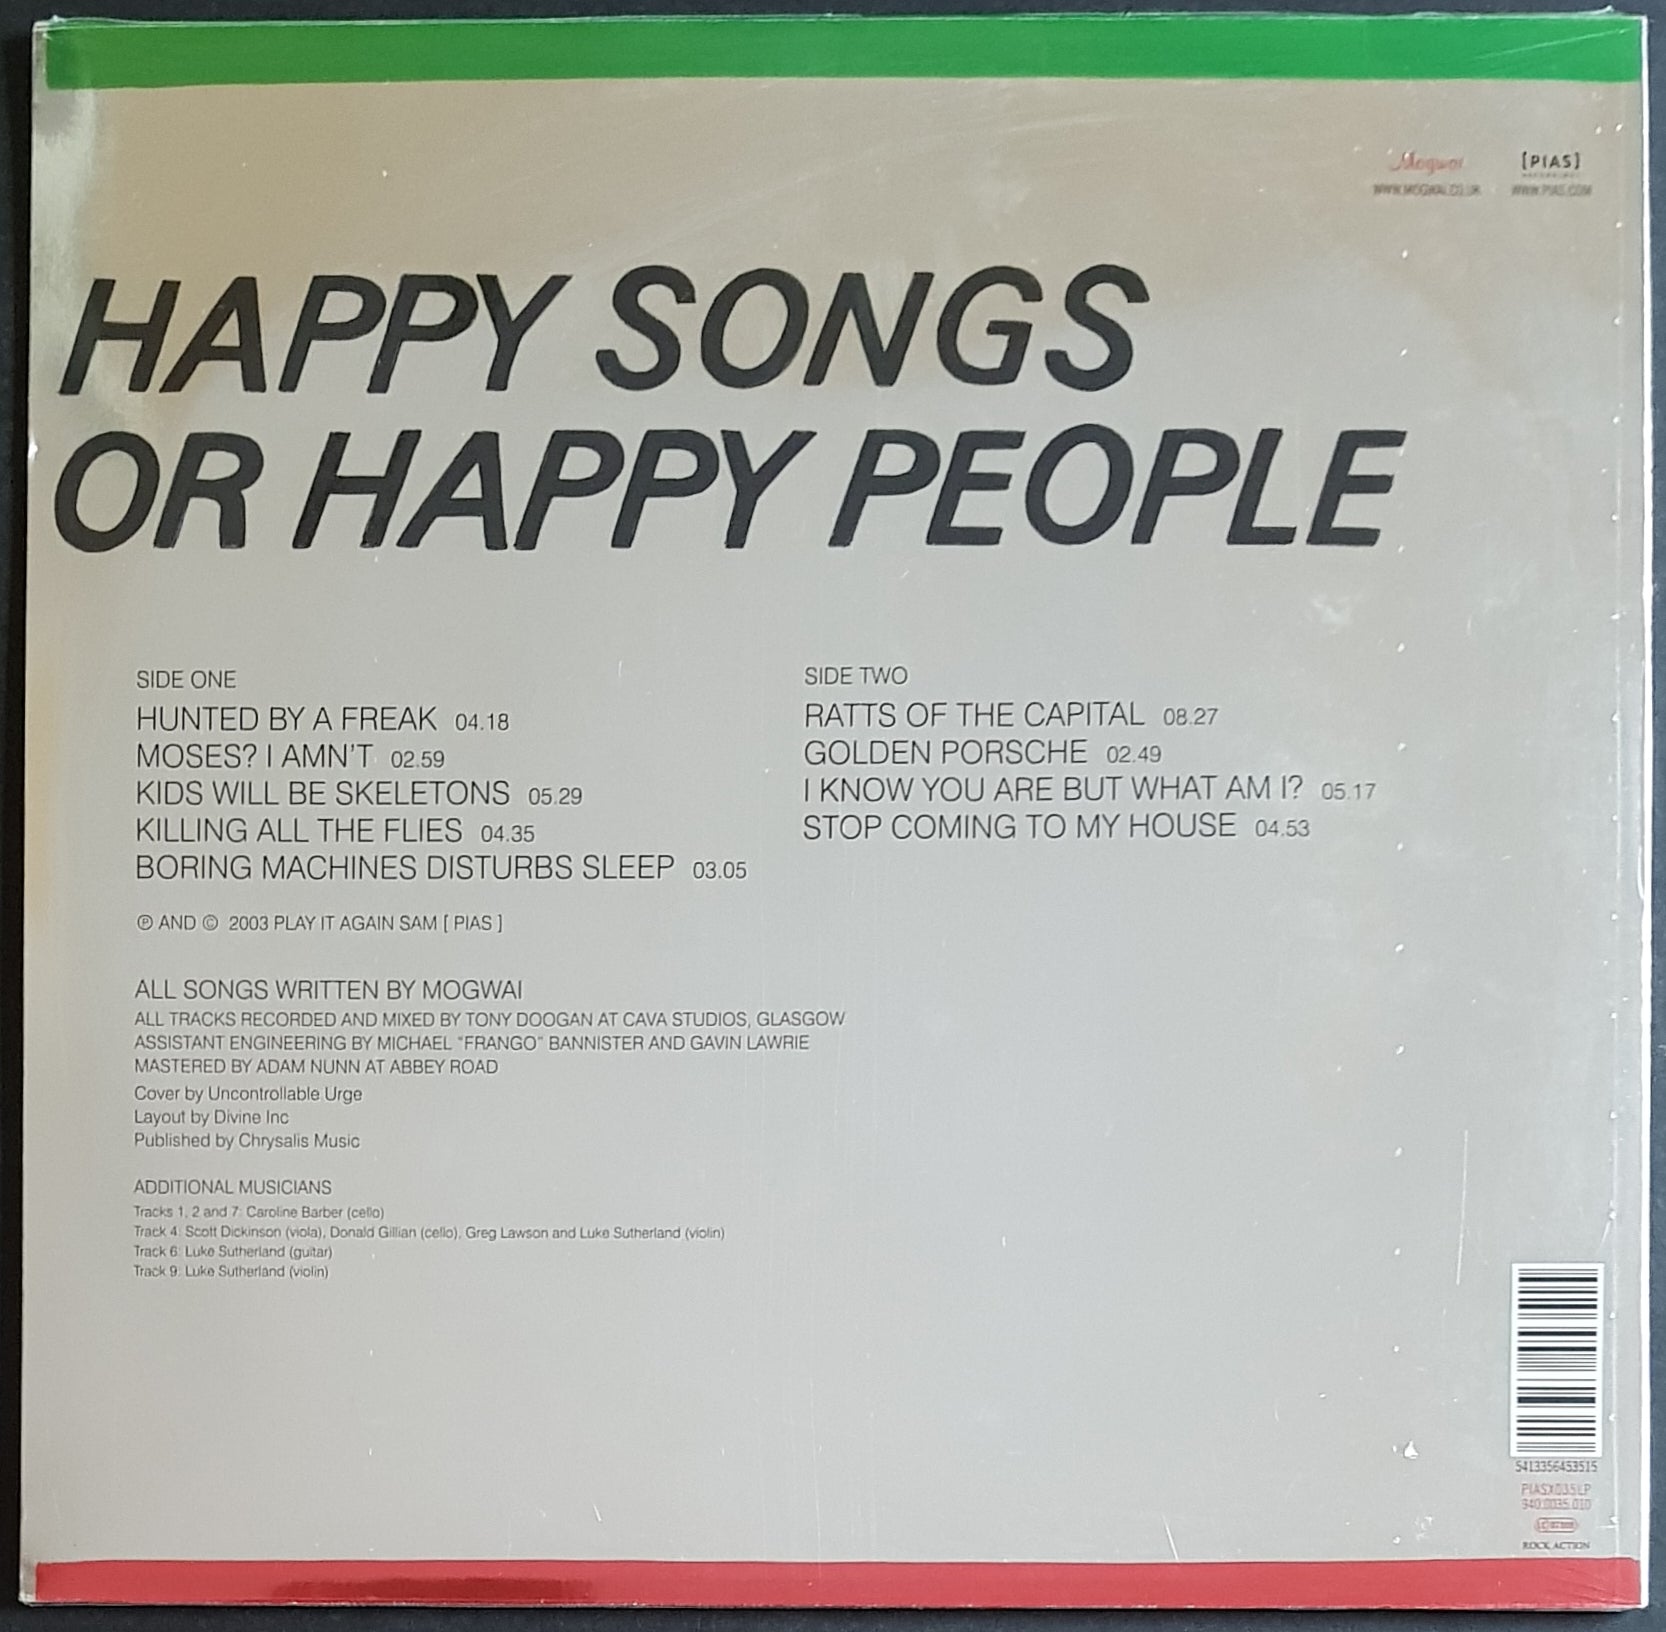 Mogwai
[PIAS]
WWW.MOGWAI.CO.UK
WWW.PIAS.COM
HAPPY SONGS
OR HAPPY PEOPLE
SIDE ONE
HUNTED BY A FREAK 04.18
MOSES? I AMN'T 02.59
KIDS WILL BE SKELETONS 05.29
KILLING ALL THE FLIES 04.35
BORING MACHINES DISTURBS SLEEP 03.05
SIDE TWO
RATTS OF THE CAPITAL 08.27
GOLDEN PORSCHE 02.49
I KNOW YOU ARE BUT WHAT AM I? 05.17
STOP COMING TO MY HOUSE 04.53
℗ AND © 2003 PLAY IT AGAIN SAM [ PIAS ]
ALL SONGS WRITTEN BY MOGWAI
ALL TRACKS RECORDED AND MIXED BY TONY DOOGAN AT CAVA STUDIOS, GLASGOW
ASSISTANT ENGINEERING BY MICHAEL "FRANGO" BANNISTER AND GAVIN LAWRIE
MASTERED BY ADAM NUNN AT ABBEY ROAD
Cover by Uncontrollable Urge
Layout by Divine Inc
Published by Chrysalis Music
ADDITIONAL MUSICIANS
Tracks 1, 2 and 7: Caroline Barber (cello)
Track 4: Scott Dickinson (viola), Donald Gillian (cello), Greg Lawson and Luke Sutherland (violin)
Track 6: Luke Sutherland (guitar)
Track 9: Luke Sutherland (violin)
5413356453515
PIASX035LP
940.0035.010
ROCK ACTION